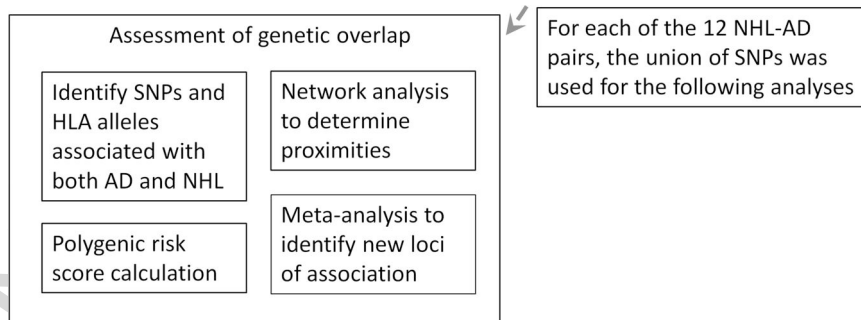 Assessment of genetic overlap
Identify SNPs and
HLA alleles
associated with
both AD and NHL
Network analysis
to determine
proximities
Polygenic risk
score calculation
Meta-analysis to
identify new loci
of association
For each of the 12 NHL-AD
pairs, the union of SNPs was
used for the following analyses